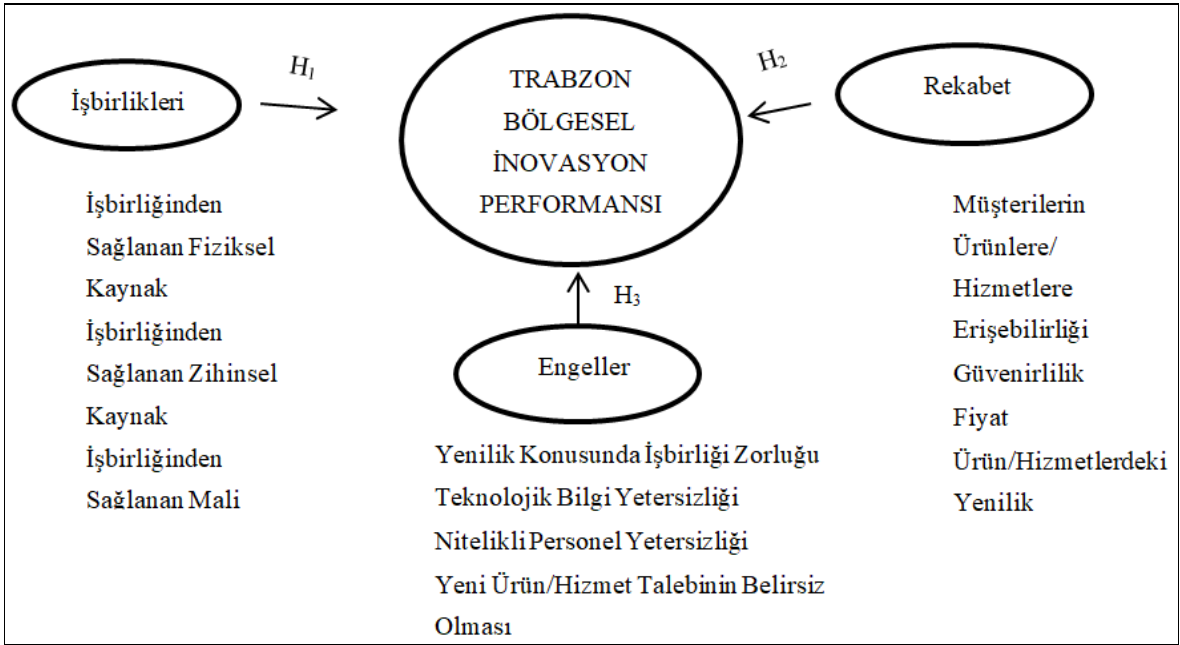 İşbirlikleri
H1
TRABZON
BÖLGESEL
İNOVASYON
PERFORMANSI
H2
Rekabet
İşbirliğinden
Sağlanan Fiziksel
Kaynak
İşbirliğinden
Sağlanan Zihinsel
Kaynak
İşbirliğinden
Sağlanan Mali
H3
Engeller
Yenilik Konusunda İşbirliği Zorluğu
Teknolojik Bilgi Yetersizliği
Nitelikli Personel Yetersizliği
Yeni Ürün/Hizmet Talebinin Belirsiz
Olması
Müşterilerin
Ürünlere/
Hizmetlere
Erişebilirliği
Güvenirlilik
Fiyat
Ürün/Hizmetlerdeki
Yenilik